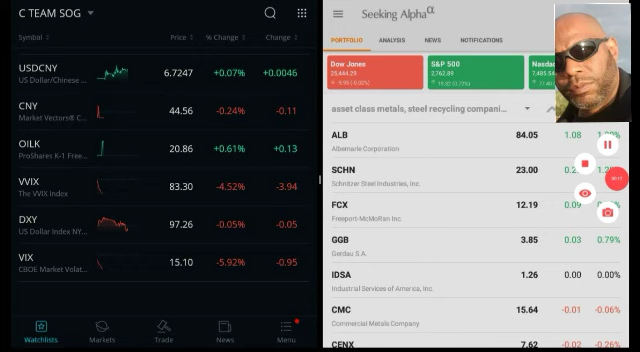 C TEAM SOG
Symbol Price % Change Change
USDCNY 6.7247 +0.07% +0.0046
US Dollar/Chinese ...
CNY 44.56 -0.24% -0.11
Market Vectors® C...
OILK 20.86 +0.61% +0.13
ProShares K-1 Free...
VVIX 83.30 -4.52% -3.94
The VVIX Index
DXY 97.26 -0.05% -0.05
US Dollar Index NY...
VIX 15.10 -5.92% -0.95
CBOE Market Volat...
Watchlists Markets Trade News Menu
Seeking Alpha α
PORTFOLIO ANALYSIS NEWS NOTIFICATIONS
Dow Jones S&P 500 Nasda
25,444.29 2,762.89
asset class metals, steel recycling compani...
ALB 84.05 1.08
Albemarle Corporation
SCHN 23.00
Schnitzer Steel Industries, Inc.
FCX 12.19 0.09
Freeport-McMoRan Inc.
GGB 3.85 0.03 0.79%
Gerdau S.A.
IDSA 1.26 0.00 0.00%
Industrial Services of America, Inc.
CMC 15.64 -0.01 -0.06%
Commercial Metals Company
CENX 7.62 -0.02 -0.26%